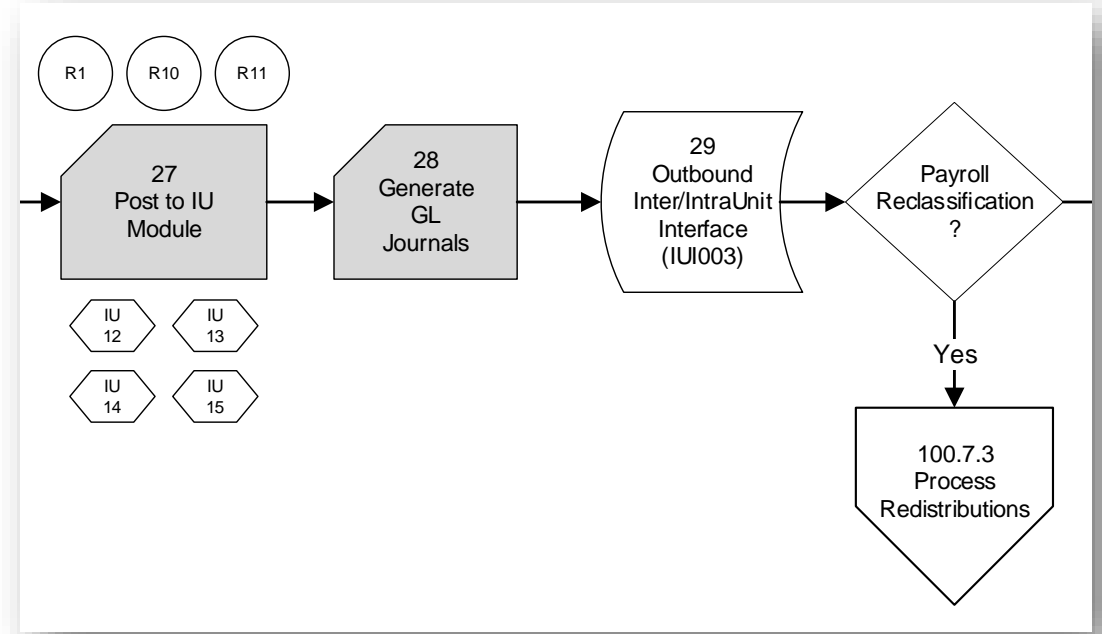 R1
R10
R11
27
Post to IU
Module
28
Generate
GL
Journals
29
Outbound
Inter/IntraUnit
Interface
(IUI003)
Payroll
Reclassification
?
IU
12
IU
13
IU
14
IU
15
Yes
100.7.3
Process
Redistributions